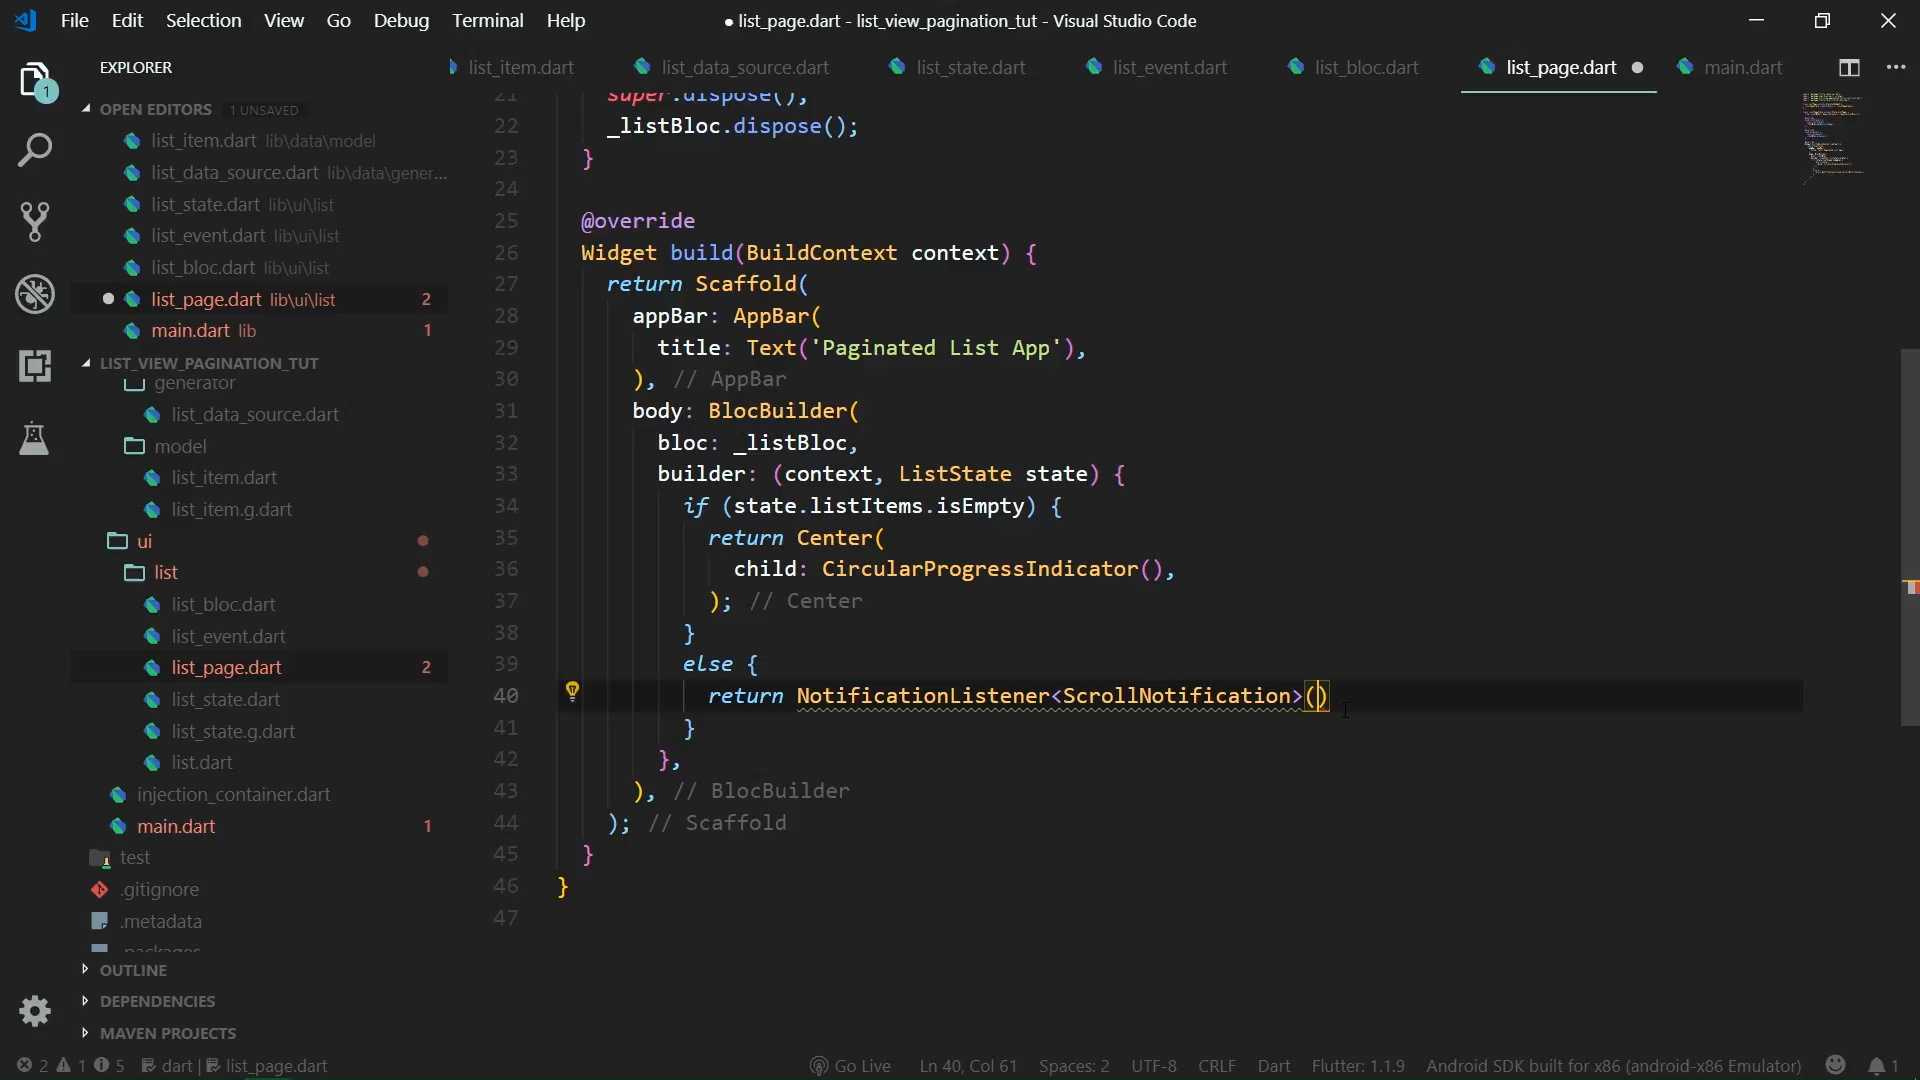 File Edit Selection View Go Debug Terminal Help
● list_page.dart - list_view_pagination_tut - Visual Studio Code
EXPLORER
list_item.dart list_data_source.dart list_state.dart list_event.dart list_bloc.dart list_page.dart ● main.dart
1
OPEN EDITORS 1 UNSAVED
list_item.dart lib\data\model
list_data_source.dart lib\data\gener...
list_state.dart lib\ui\list
list_event.dart lib\ui\list
list_bloc.dart lib\ui\list
list_page.dart lib\ui\list 2
main.dart lib 1
LIST_VIEW_PAGINATION_TUT
generator
list_data_source.dart
model
list_item.dart
list_item.g.dart
ui
list
list_bloc.dart
list_event.dart
list_page.dart 2
list_state.dart
list_state.g.dart
list.dart
injection_container.dart
main.dart 1
test
.gitignore
.metadata
.packages
OUTLINE
DEPENDENCIES
MAVEN PROJECTS
21 super.dispose();
22 _listBloc.dispose();
23 }
24
25 @override
26 Widget build(BuildContext context) {
27 return Scaffold(
28 appBar: AppBar(
29 title: Text('Paginated List App'),
30 ), // AppBar
31 body: BlocBuilder(
32 bloc: _listBloc,
33 builder: (context, ListState state) {
34 if (state.listItems.isEmpty) {
35 return Center(
36 child: CircularProgressIndicator(),
37 ); // Center
38 }
39 else {
40 return NotificationListener<ScrollNotification>()
41 }
42 },
43 ), // BlocBuilder
44 ); // Scaffold
45 }
46 }
47
2 1 5 dart | list_page.dart Go Live Ln 40, Col 61 Spaces: 2 UTF-8 CRLF Dart Flutter: 1.1.9 Android SDK built for x86 (android-x86 Emulator) 1